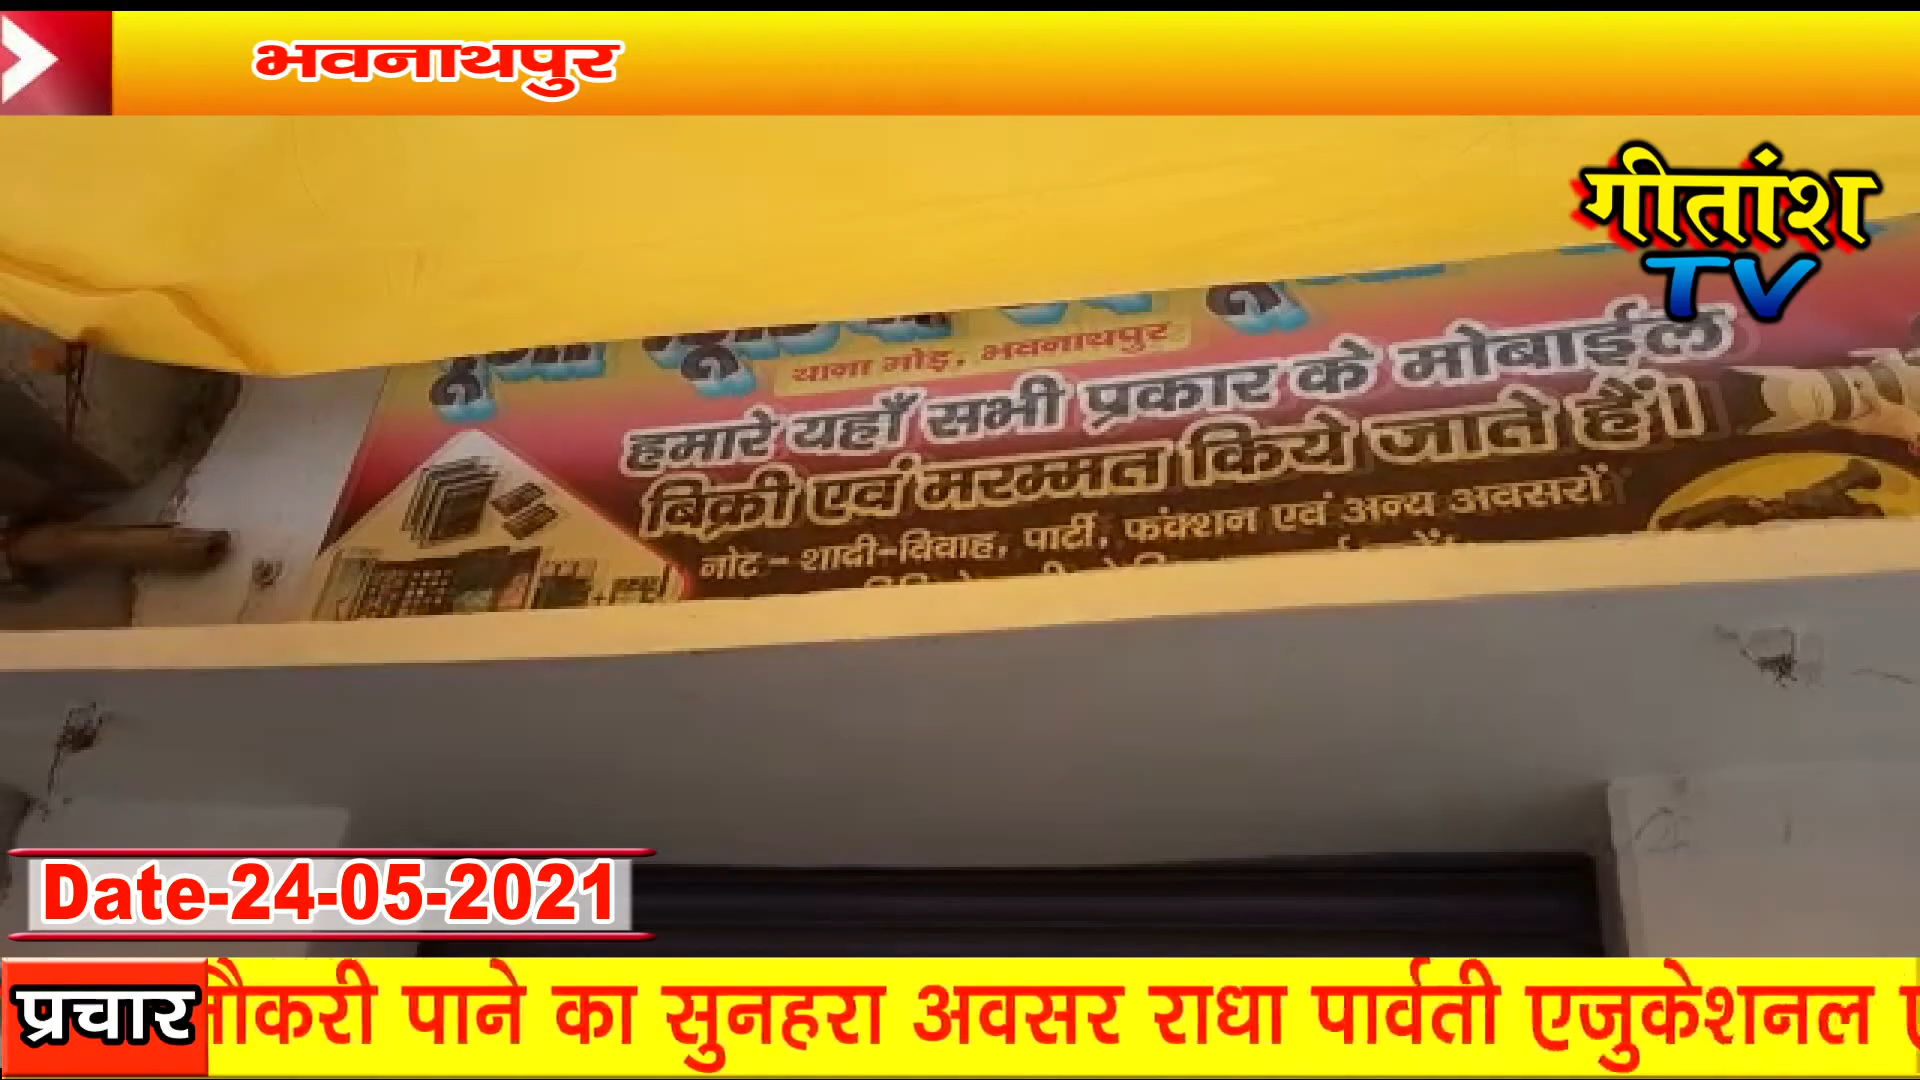 भवनाथपुर
गीतांश
TV
थाना मोड़, भवनाथपुर
हमारे यहाँ सभी प्रकार के मोबाईल
बिक्री एवं मरम्मत किये जाते हैं।
नोट - शादी-विवाह, पार्टी, फंक्शन एवं अन्य अवसरों
Date-24-05-2021
प्रचार
नौकरी पाने का सुनहरा अवसर राधा पार्वती एजुकेशनल